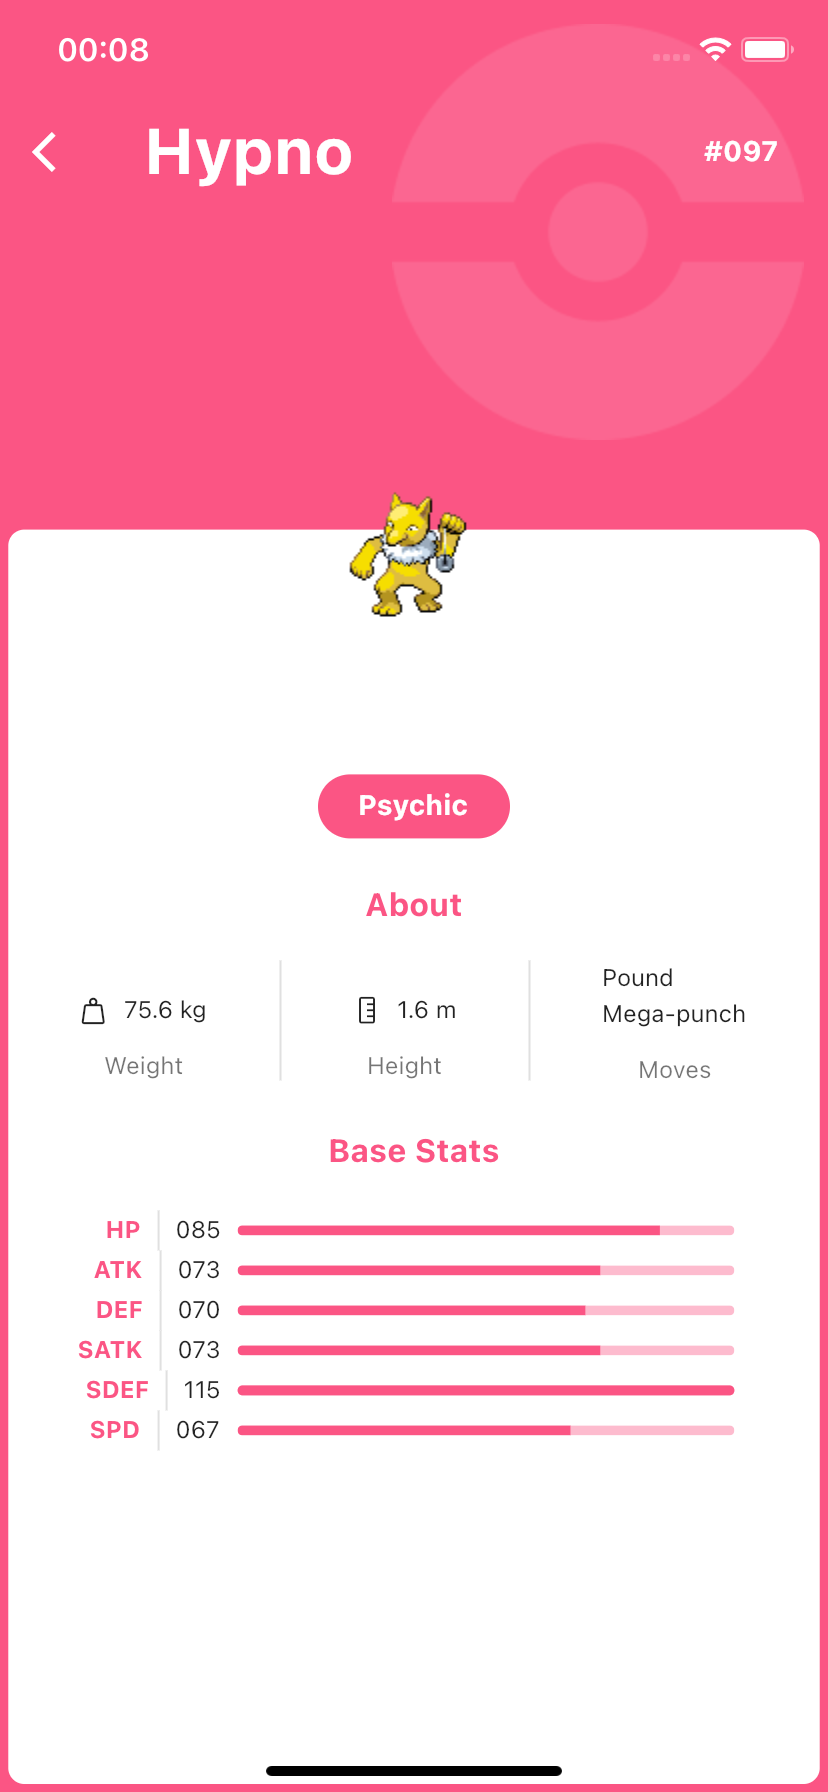 00:08
Hypno
#097
Psychic
About
75.6 kg
Weight
1.6 m
Height
Pound
Mega-punch
Moves
Base Stats
HP 085
ATK 073
DEF 070
SATK 073
SDEF 115
SPD 067